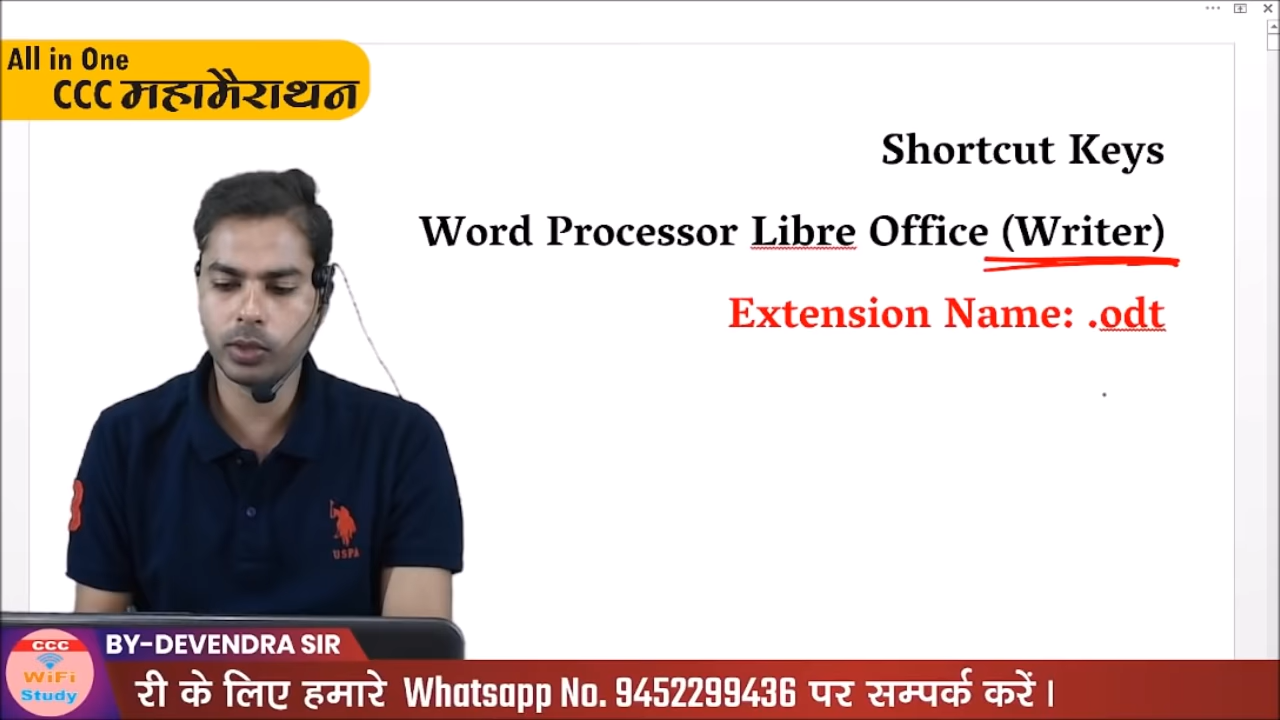 All in One
CCC महामैराथन
Shortcut Keys
Word Processor Libre Office (Writer)
Extension Name: .odt
USPA
3
BY-DEVENDRA SIR
CCC
WiFi
Study
री के लिए हमारे Whatsapp No. 9452299436 पर सम्पर्क करें ।